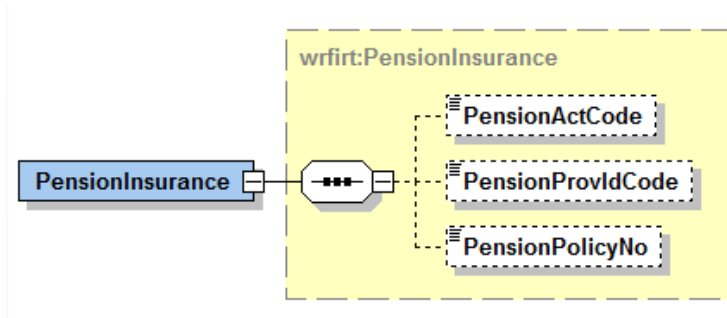 wrfirt:PensionInsurance
PensionActCode
PensionInsurance
PensionProvIdCode
PensionPolicyNo